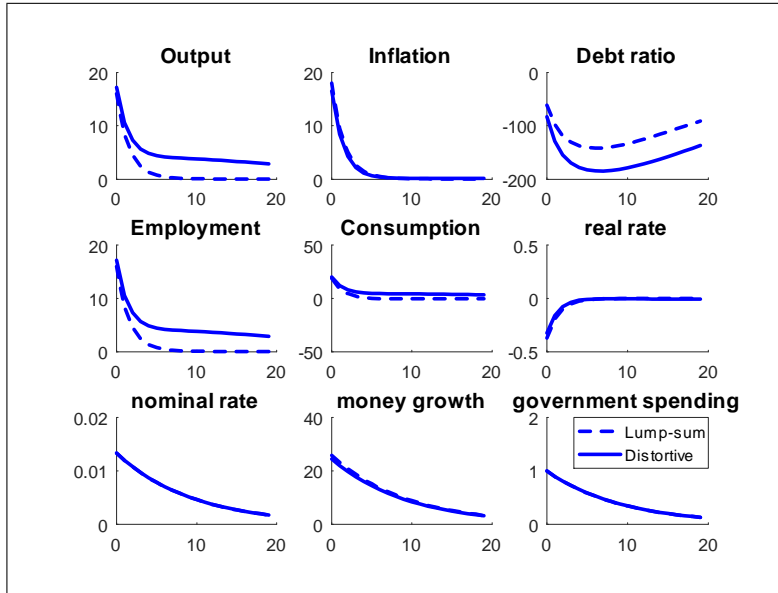 Output
Inflation
Debt ratio
20
10
0
0 10 20
20
10
0
0 10 20
0
-100
-200
0 10 20
Employment
Consumption
real rate
20
10
0
0 10 20
50
0
-50
0 10 20
0.5
0
-0.5
0 10 20
nominal rate
money growth
government spending
0.02
0.01
0
0 10 20
40
20
0
0 10 20
2
1
0
0 10 20
Lump-sum
Distortive